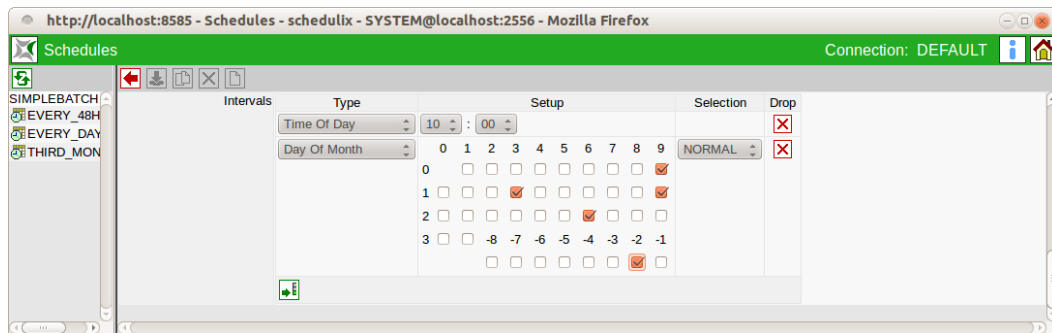 http://localhost:8585 - Schedules - schedulix - SYSTEM@localhost:2556 - Mozilla Firefox
Schedules Connection: DEFAULT
SIMPLEBATCH
EVERY_48H
EVERY_DAY
THIRD_MON
Intervals Type Setup Selection Drop
Time Of Day 10 : 00
Day Of Month 0 1 2 3 4 5 6 7 8 9 NORMAL
0
1
2
3 -8 -7 -6 -5 -4 -3 -2 -1